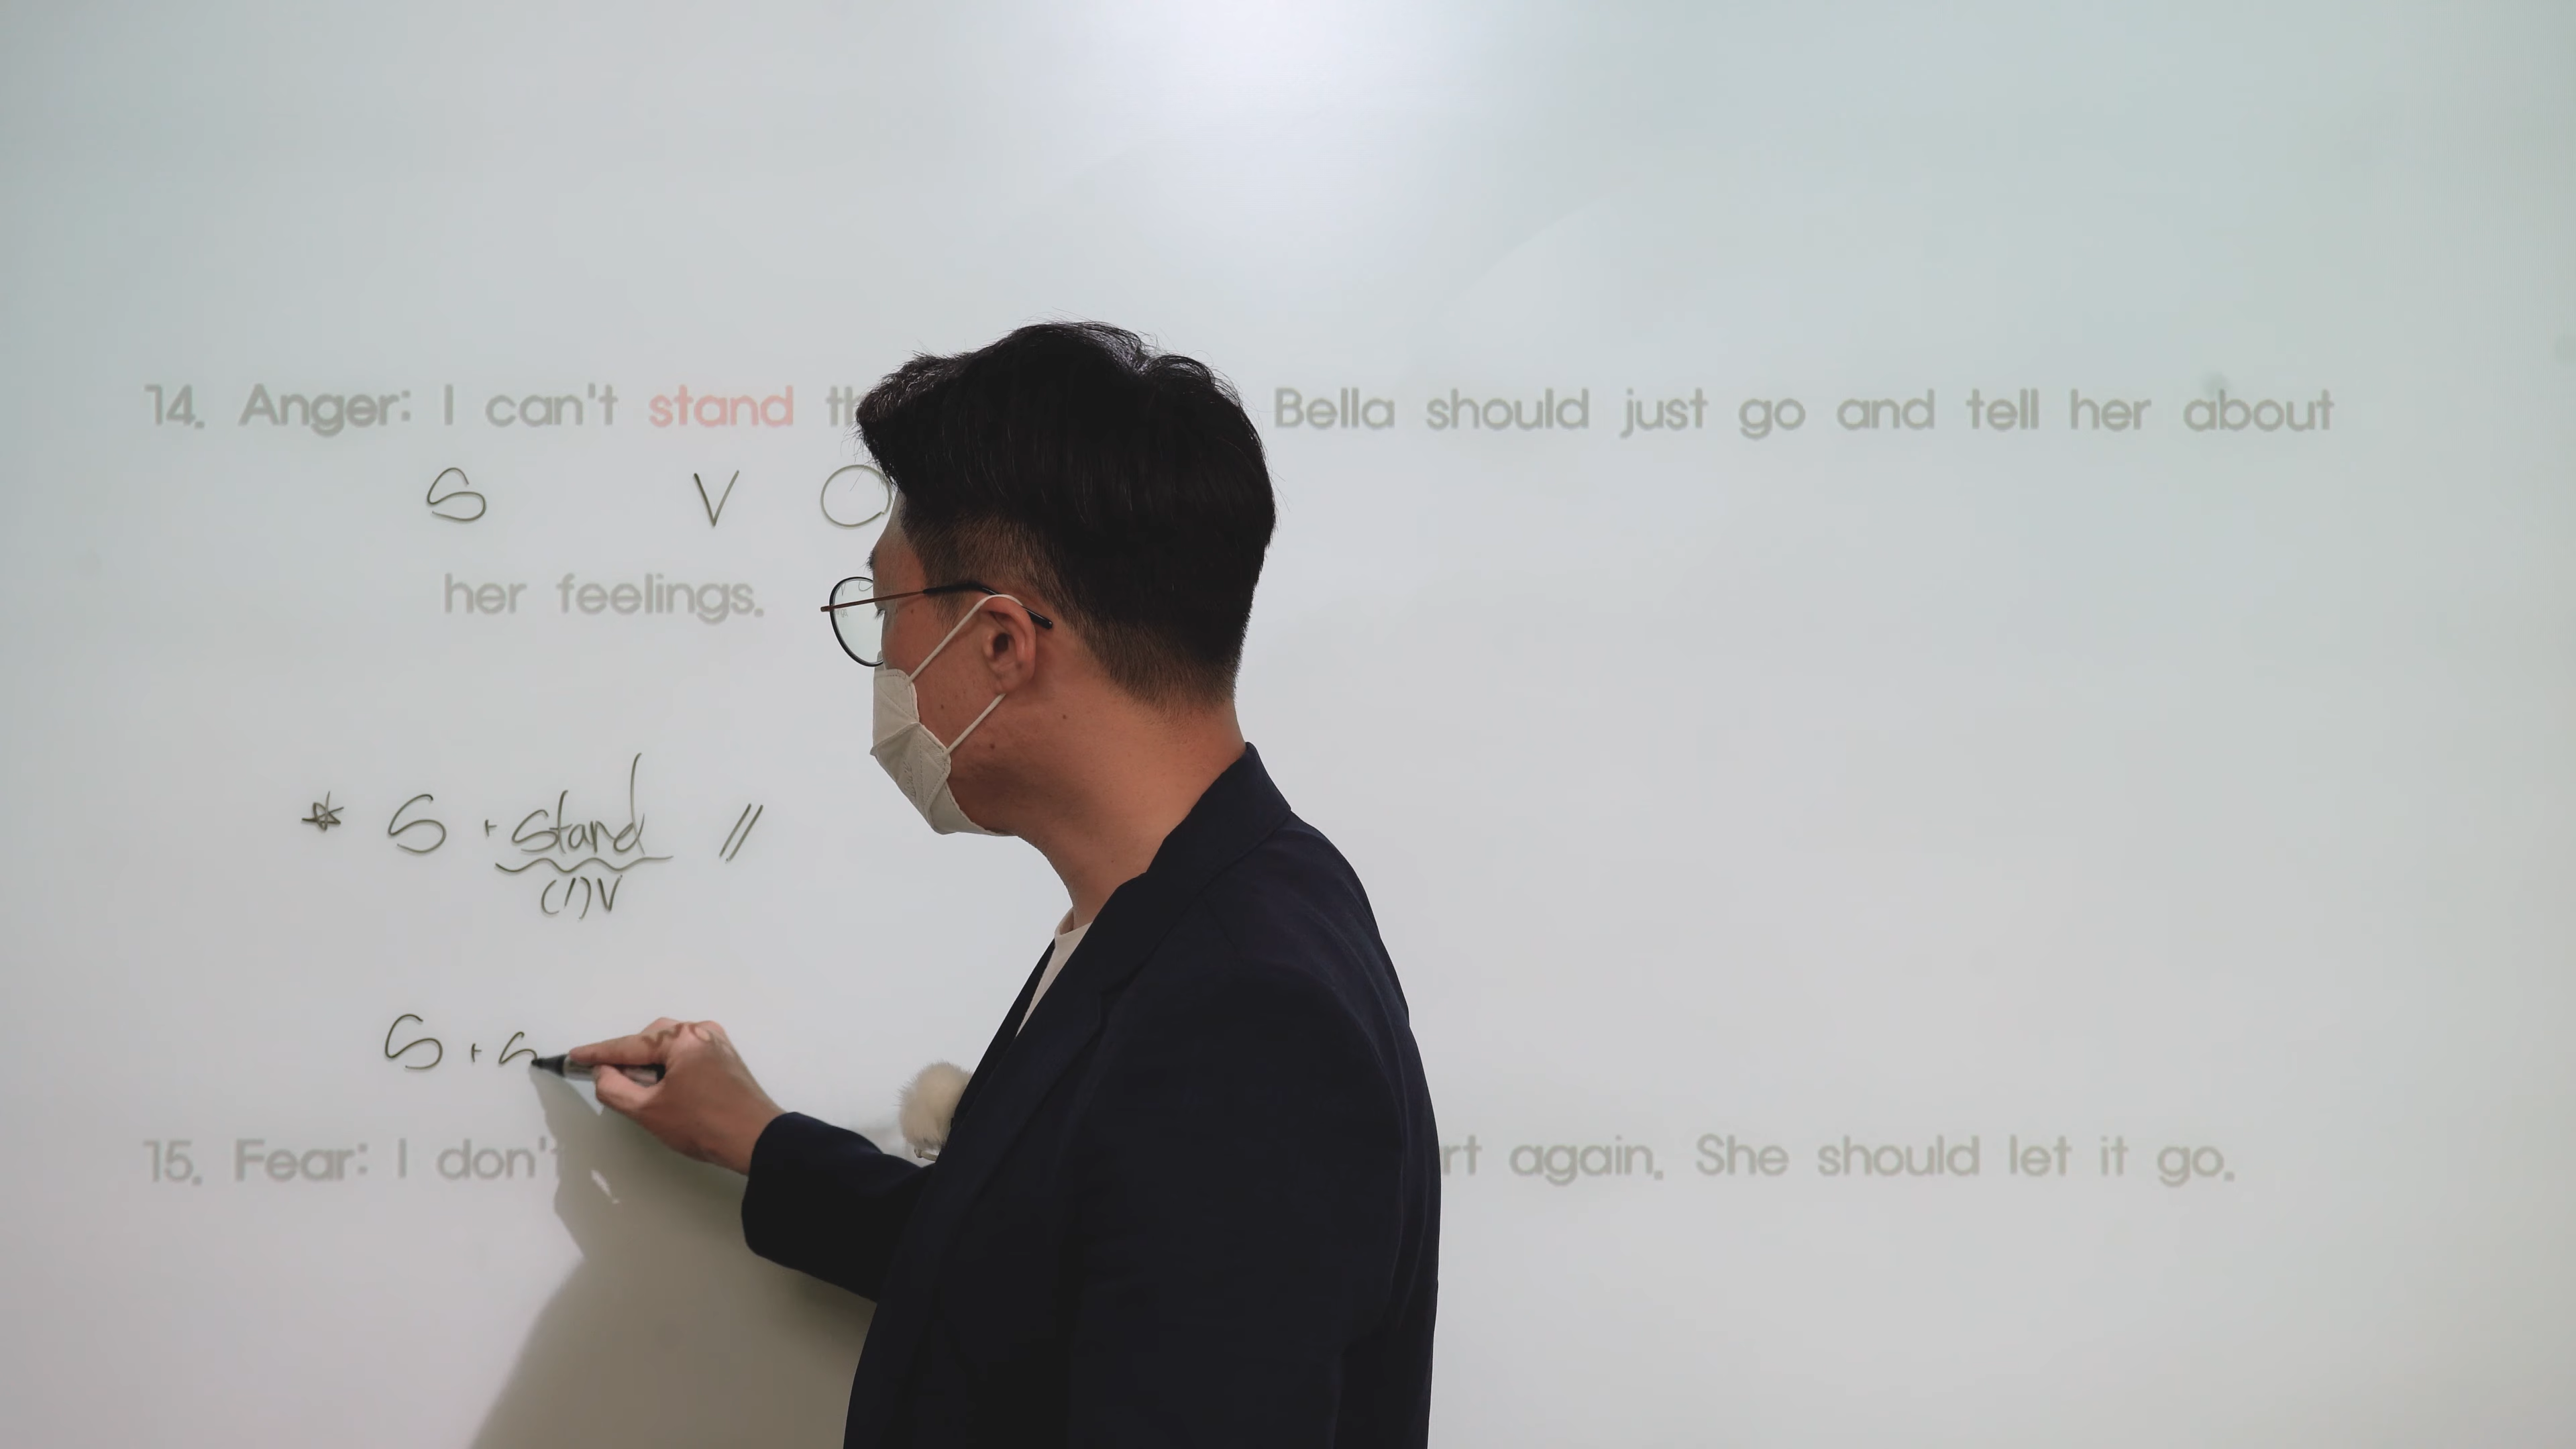 14. Anger: I can't stand th Bella should just go and tell her about
S V O
her feelings.
☆ S + stand //
(1)V
S + s
15. Fear: I don't rt again. She should let it go.